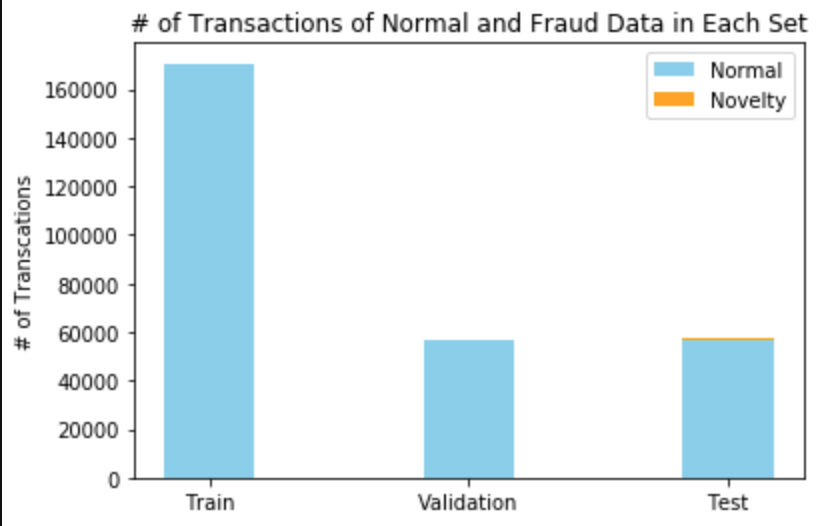 # of Transactions of Normal and Fraud Data in Each Set
Normal
Novelty
# of Transcations
160000
140000
120000
100000
80000
60000
40000
20000
0
Train Validation Test